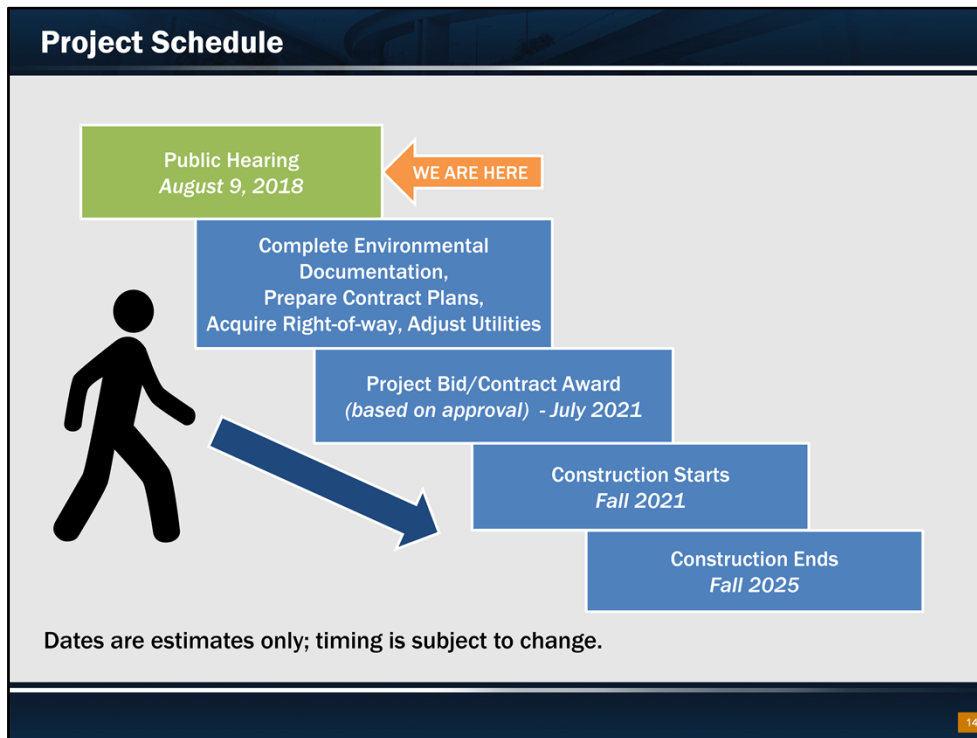 Project Schedule
Public Hearing
August 9, 2018
WE ARE HERE
Complete Environmental
Documentation,
Prepare Contract Plans,
Acquire Right-of-way, Adjust Utilities
Project Bid/Contract Award
(based on approval) - July 2021
Construction Starts
Fall 2021
Construction Ends
Fall 2025
Dates are estimates only; timing is subject to change.
14